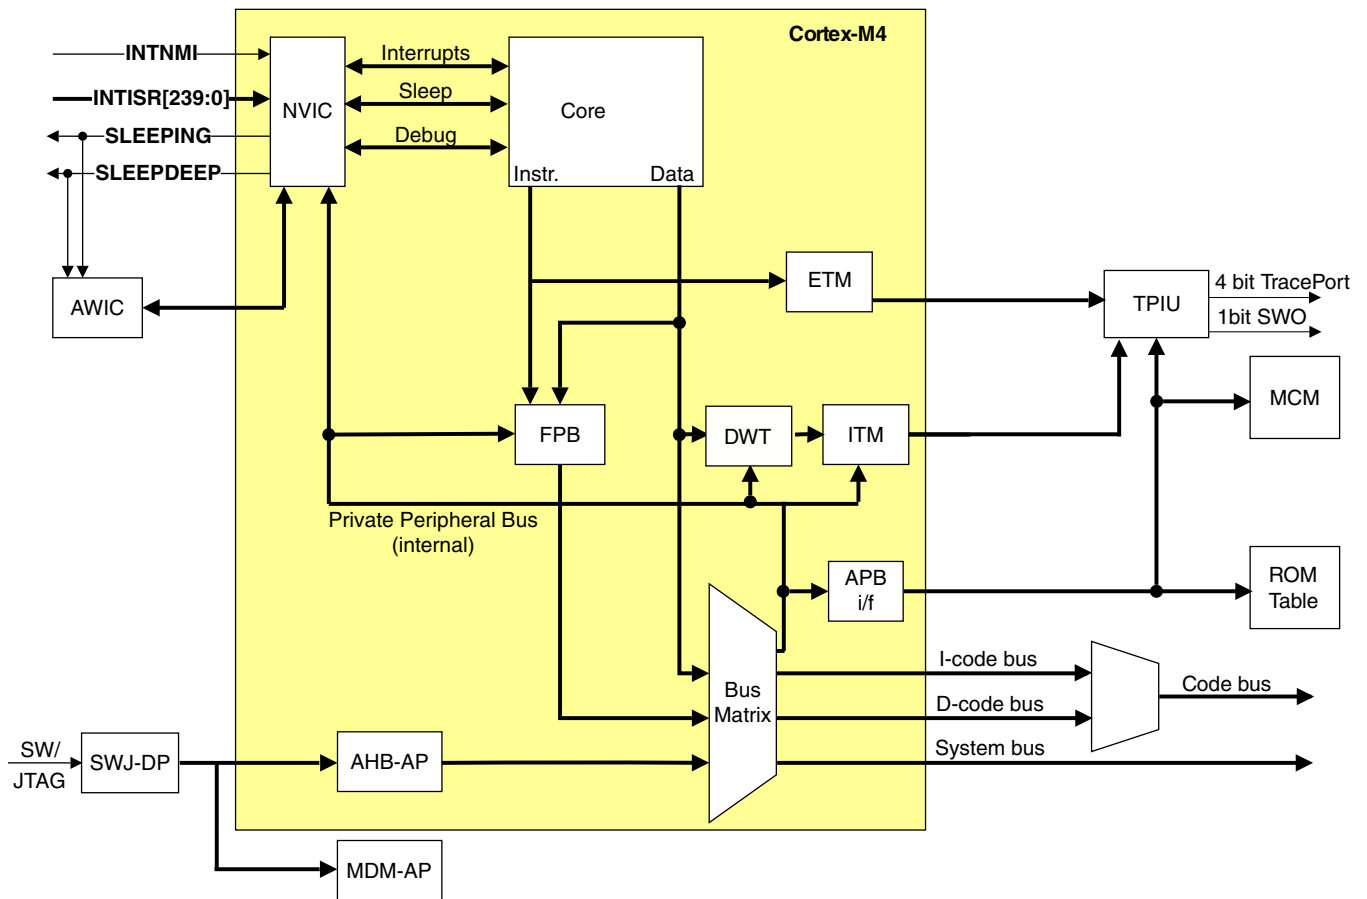 Cortex-M4
INTNMI
INTISR[239:0]
SLEEPING
SLEEPDEEP
NVIC
Interrupts
Sleep
Debug
Core
Instr.
Data
AWIC
ETM
TPIU
4 bit TracePort
1bit SWO
MCM
FPB
DWT
ITM
Private Peripheral Bus
(internal)
APB
i/f
ROM
Table
Bus
Matrix
I-code bus
D-code bus
System bus
Code bus
SW/
JTAG
SWJ-DP
AHB-AP
MDM-AP